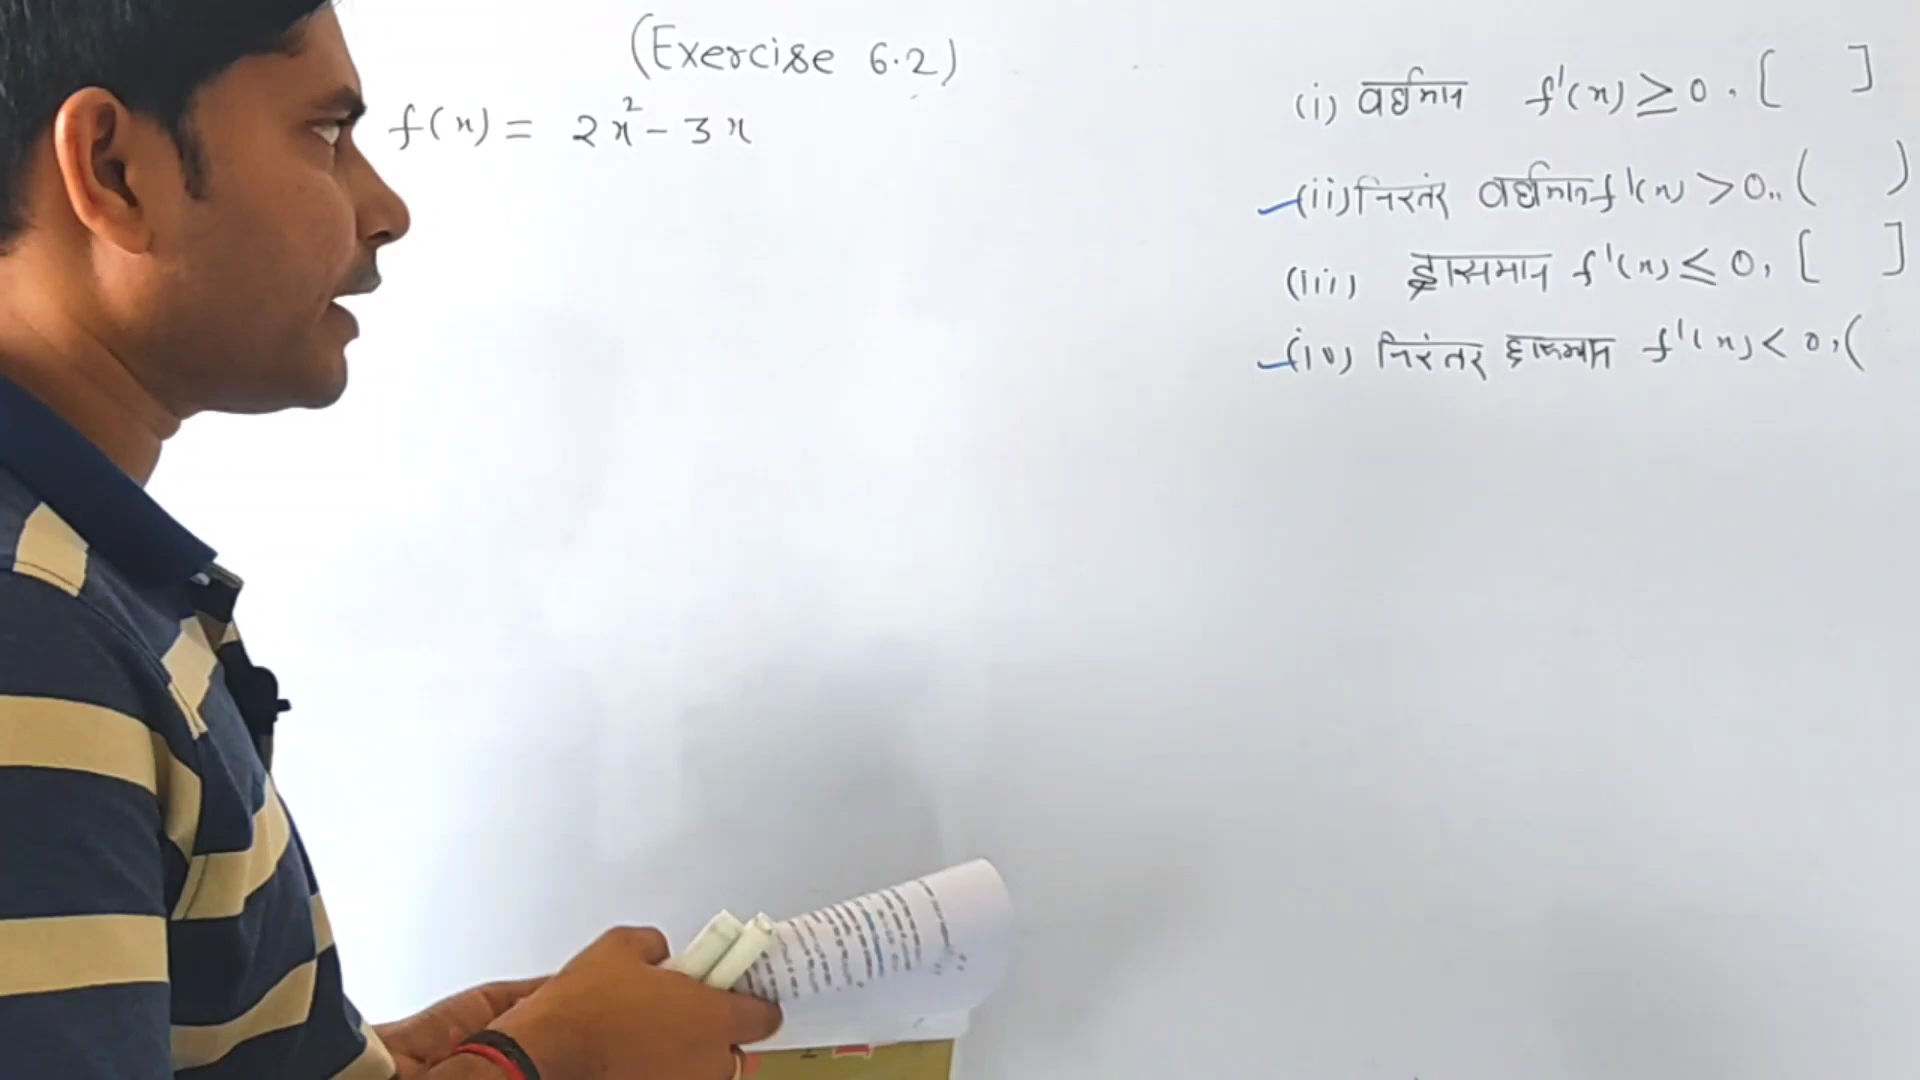 (Exercise 6.2)
f(x) = 2x² - 3x
(i) वर्धमान f'(x) ≥ 0. [ ]
(ii) निरतंर वर्धमान f'(x) > 0,. ( )
(iii) ह्रासमान f'(x) ≤ 0, [ ]
(iv) निरंतर ह्रासमान f'(x) < 0, (